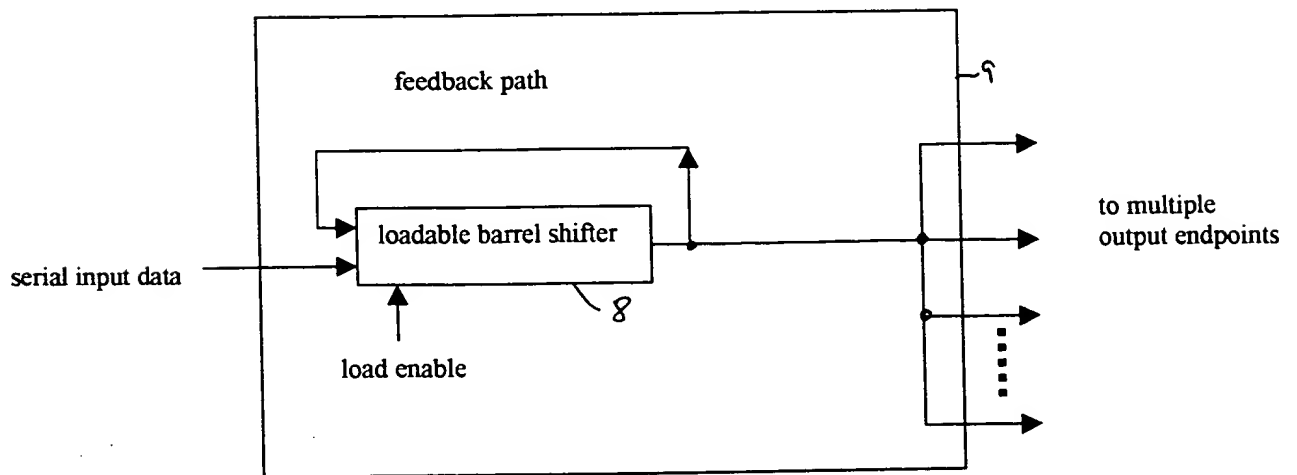 feedback path
9
loadable barrel shifter
serial input data
8
load enable
to multiple
output endpoints